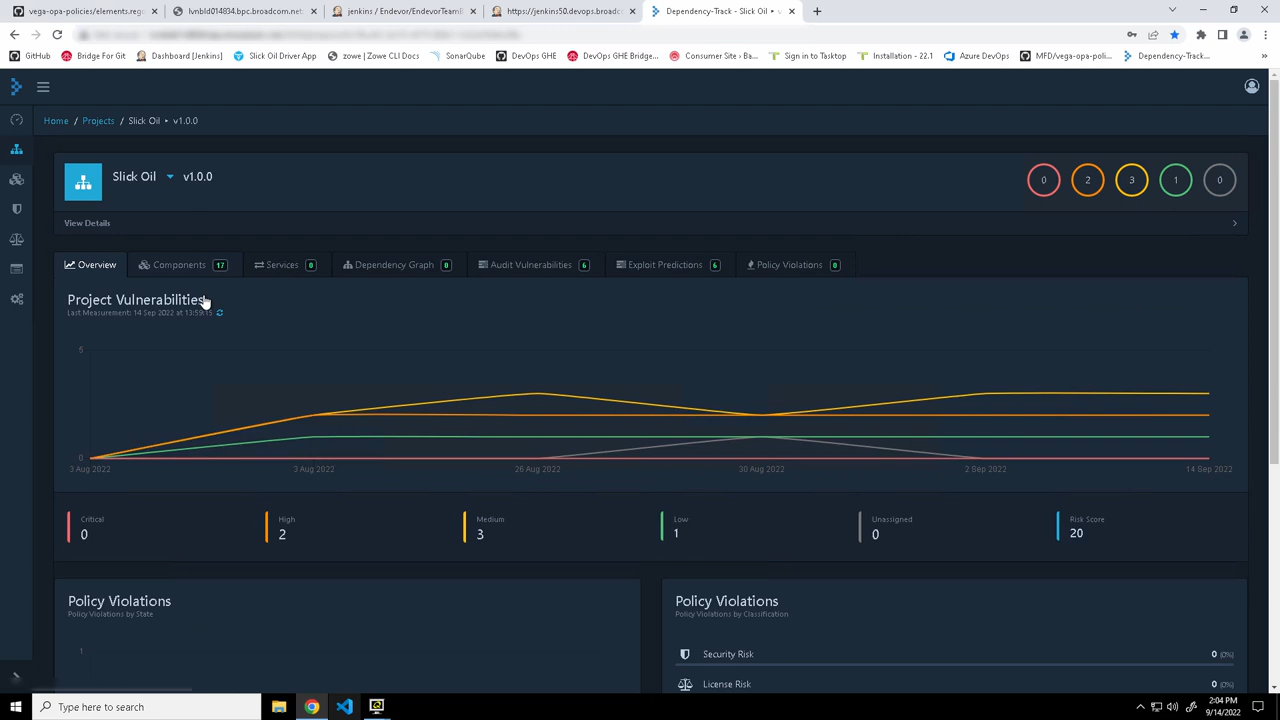 vega-opa-policies/elements.reg
lvnbld014834.bpc.broadcom.net:
jenkins / Endevor/EndevorTeamB
https://jenkins50.devops.broadc
Dependency-Track - Slick Oil • v
GitHub
Bridge For Git
Dashboard [Jenkins]
Slick Oil Driver App
zowe / Zowe CLI Docs
SonarQube
DevOps GHE
DevOps GHE Bridge...
Consumer Site › Ba...
Sign in to Tasktop
Installation - 22.1
Azure DevOps
MFD/vega-opa-poli...
Dependency-Track...
Home / Projects / Slick Oil • v1.0.0
Slick Oil v1.0.0
0 2 3 1 0
View Details
Overview
Components 17
Services 0
Dependency Graph 0
Audit Vulnerabilities 6
Exploit Predictions 6
Policy Violations 0
Project Vulnerabilities
Last Measurement: 14 Sep 2022 at 13:59:15
5
0
3 Aug 2022 3 Aug 2022 26 Aug 2022 30 Aug 2022 2 Sep 2022 14 Sep 2022
Critical
0
High
2
Medium
3
Low
1
Unassigned
0
Risk Score
20
Policy Violations
Policy Violations by State
1
Policy Violations
Policy Violations by Classification
Security Risk 0 (0%)
License Risk 0 (0%)
Type here to search
2:04 PM
9/14/2022